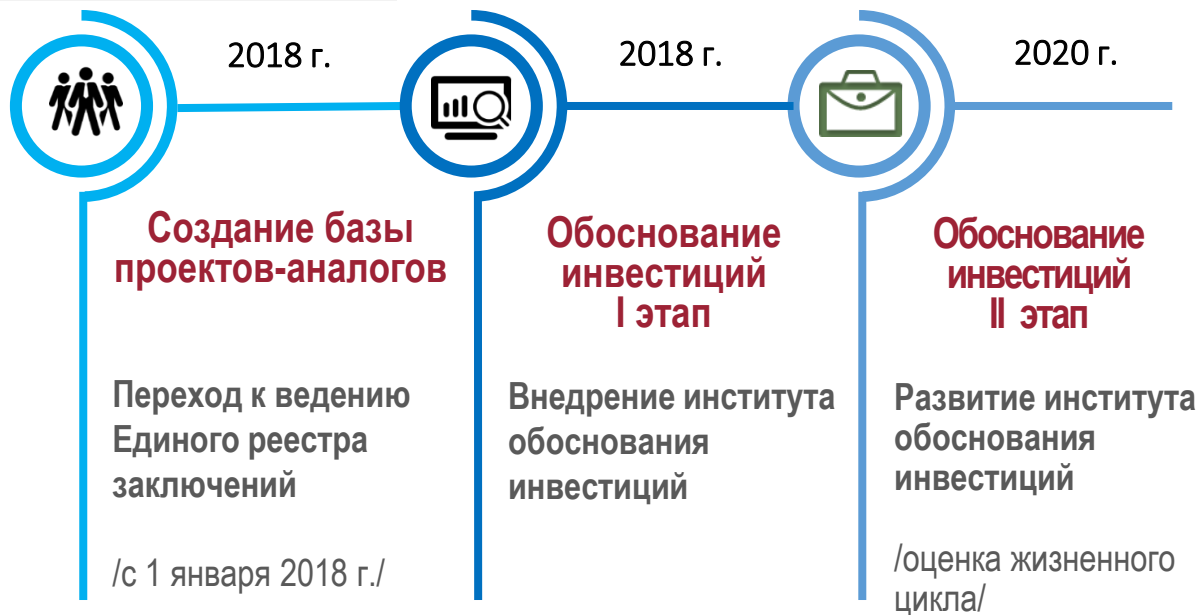 2018 г.
Создание базы
проектов-аналогов
Переход к ведению
Единого реестра
заключений
/с 1 января 2018 г./
2018 г.
Обоснование
инвестиций
I этап
Внедрение института
обоснования
инвестиций
2020 г.
Обоснование
инвестиций
II этап
Развитие института
обоснования
инвестиций
/оценка жизненного
цикла/